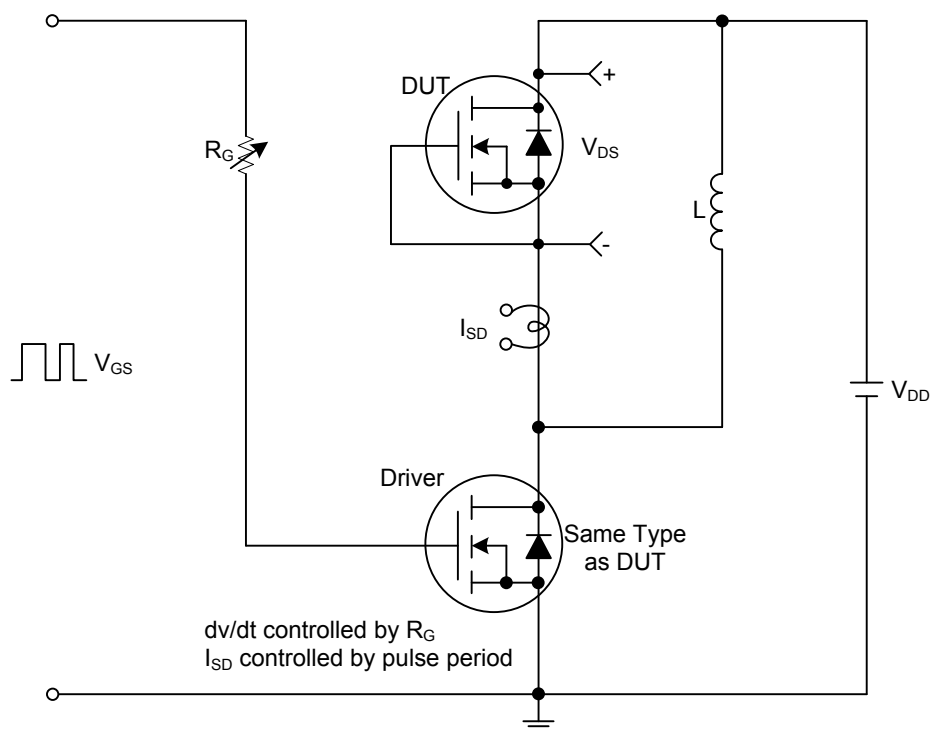 DUT
+
R_G
V_DS
L
-
I_SD
V_GS
V_DD
Driver
Same Type
as DUT
dv/dt controlled by R_G
I_SD controlled by pulse period